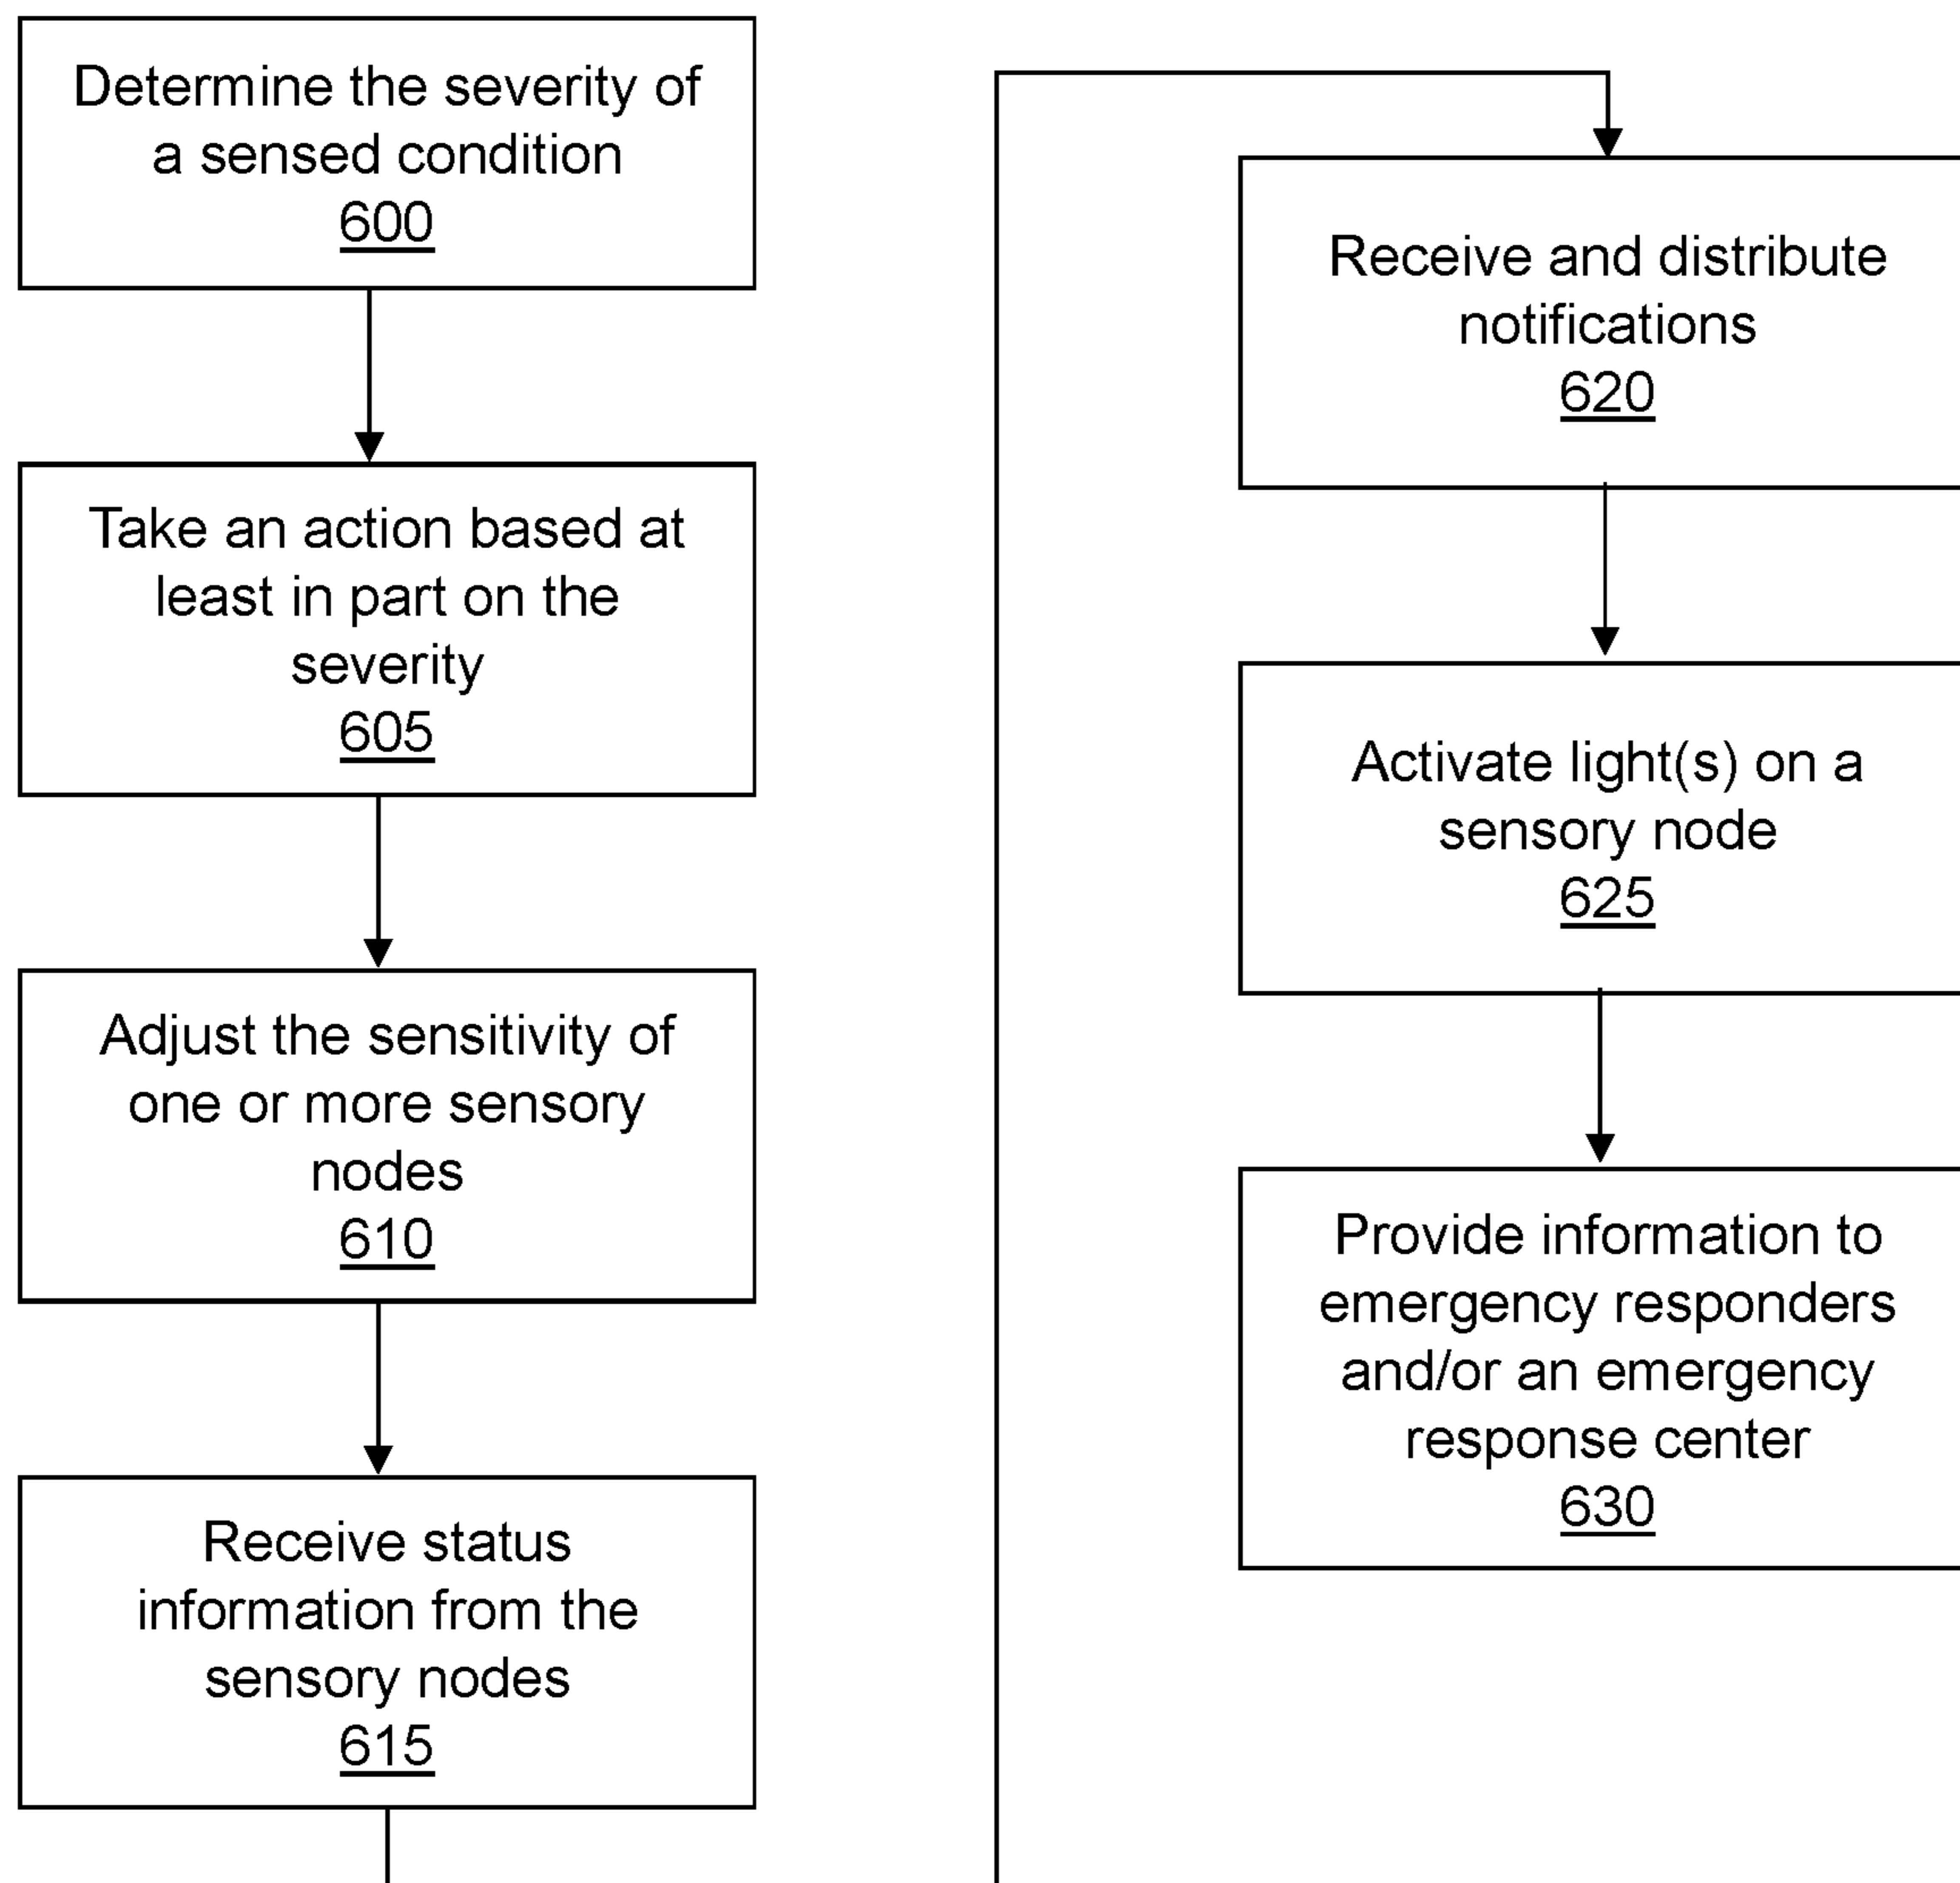 Determine the severity of
a sensed condition
600
Take an action based at
least in part on the
severity
605
Adjust the sensitivity of
one or more sensory
nodes
610
Receive status
information from the
sensory nodes
615
Receive and distribute
notifications
620
Activate light(s) on a
sensory node
625
Provide information to
emergency responders
and/or an emergency
response center
630